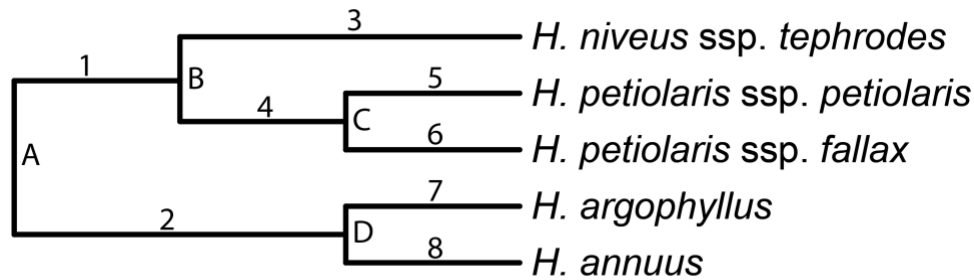 3
H. niveus ssp. tephrodes
1
B
5
H. petiolaris ssp. petiolaris
4
C
6
H. petiolaris ssp. fallax
A
7
H. argophyllus
2
D
8
H. annuus